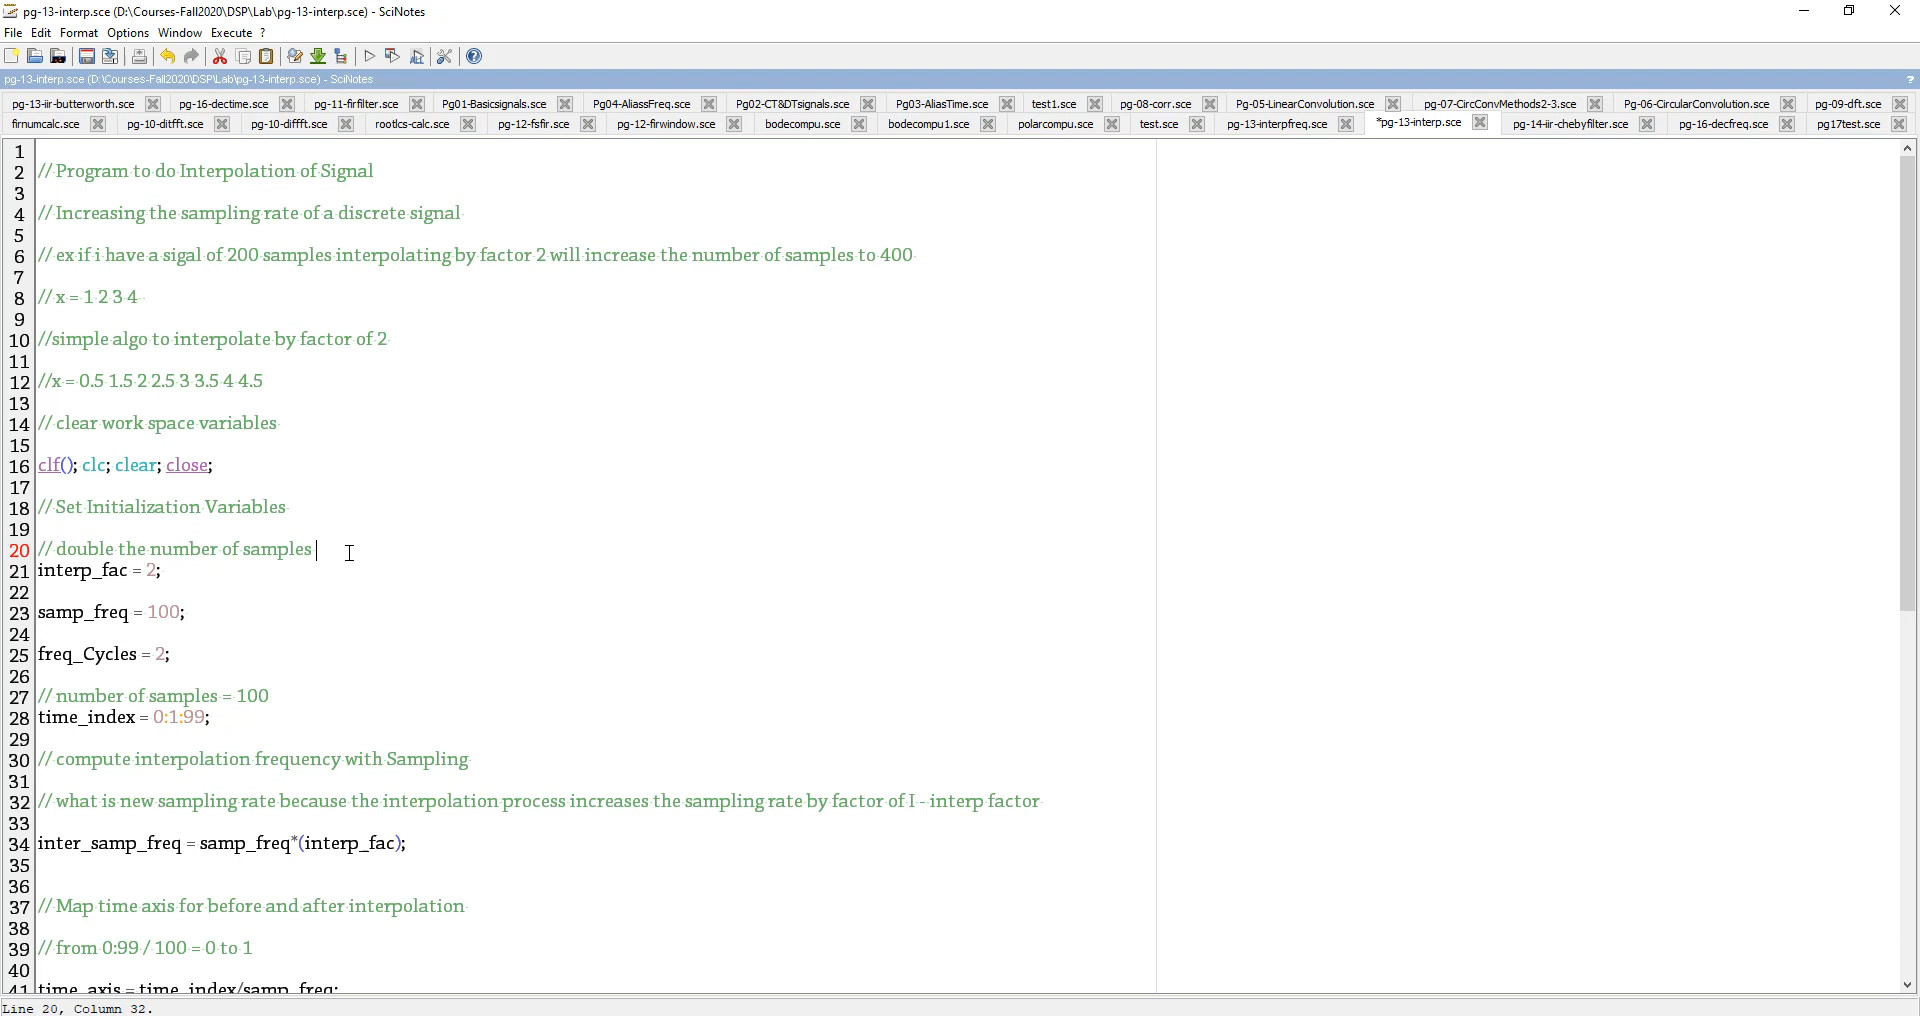 pg-13-interp.sce (D:\Courses-Fall2020\DSP\Lab\pg-13-interp.sce) - SciNotes
File Edit Format Options Window Execute ?
pg-13-interp.sce (D:\Courses-Fall2020\DSP\Lab\pg-13-interp.sce) - SciNotes ?
pg-13-iir-butterworth.sce pg-16-dectime.sce pg-11-firfilter.sce Pg01-Basicsignals.sce Pg04-AliassFreq.sce Pg02-CT&DTsignals.sce Pg03-AliasTime.sce test1.sce pg-08-corr.sce Pg-05-LinearConvolution.sce pg-07-CircConvMethods2-3.sce Pg-06-CircularConvolution.sce pg-09-dft.sce
firnumcalc.sce pg-10-ditfft.sce pg-10-diffft.sce rootlcs-calc.sce pg-12-fsfir.sce pg-12-firwindow.sce bodecompu.sce bodecompu1.sce polarcompu.sce test.sce pg-13-interpfreq.sce *pg-13-interp.sce pg-14-iir-chebyfilter.sce pg-16-decfreq.sce pg17test.sce
1
2 // Program to do Interpolation of Signal
3
4 // Increasing the sampling rate of a discrete signal
5
6 // ex if i have a sigal of 200 samples interpolating by factor 2 will increase the number of samples to 400
7
8 // x = 1 2 3 4
9
10 //simple algo to interpolate by factor of 2
11
12 //x = 0.5 1.5 2 2.5 3 3.5 4 4.5
13
14 // clear work space variables
15
16 clf(); clc; clear; close;
17
18 // Set Initialization Variables
19
20 // double the number of samples
21 interp_fac = 2;
22
23 samp_freq = 100;
24
25 freq_Cycles = 2;
26
27 // number of samples = 100
28 time_index = 0:1:99;
29
30 // compute interpolation frequency with Sampling
31
32 // what is new sampling rate because the interpolation process increases the sampling rate by factor of I - interp factor
33
34 inter_samp_freq = samp_freq*(interp_fac);
35
36
37 // Map time axis for before and after interpolation
38
39 // from 0:99 / 100 = 0 to 1
40
41 time_axis = time_index/samp_freq;
Line 20, Column 32.